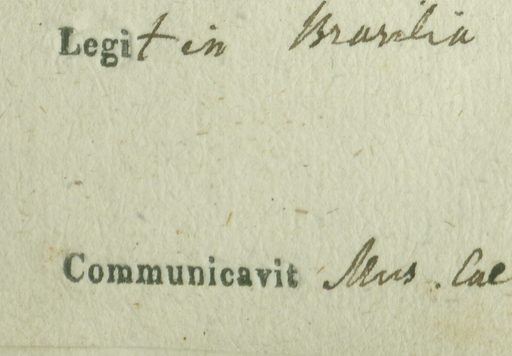 Legit in Brasilia
Communicavit Mus. Cae